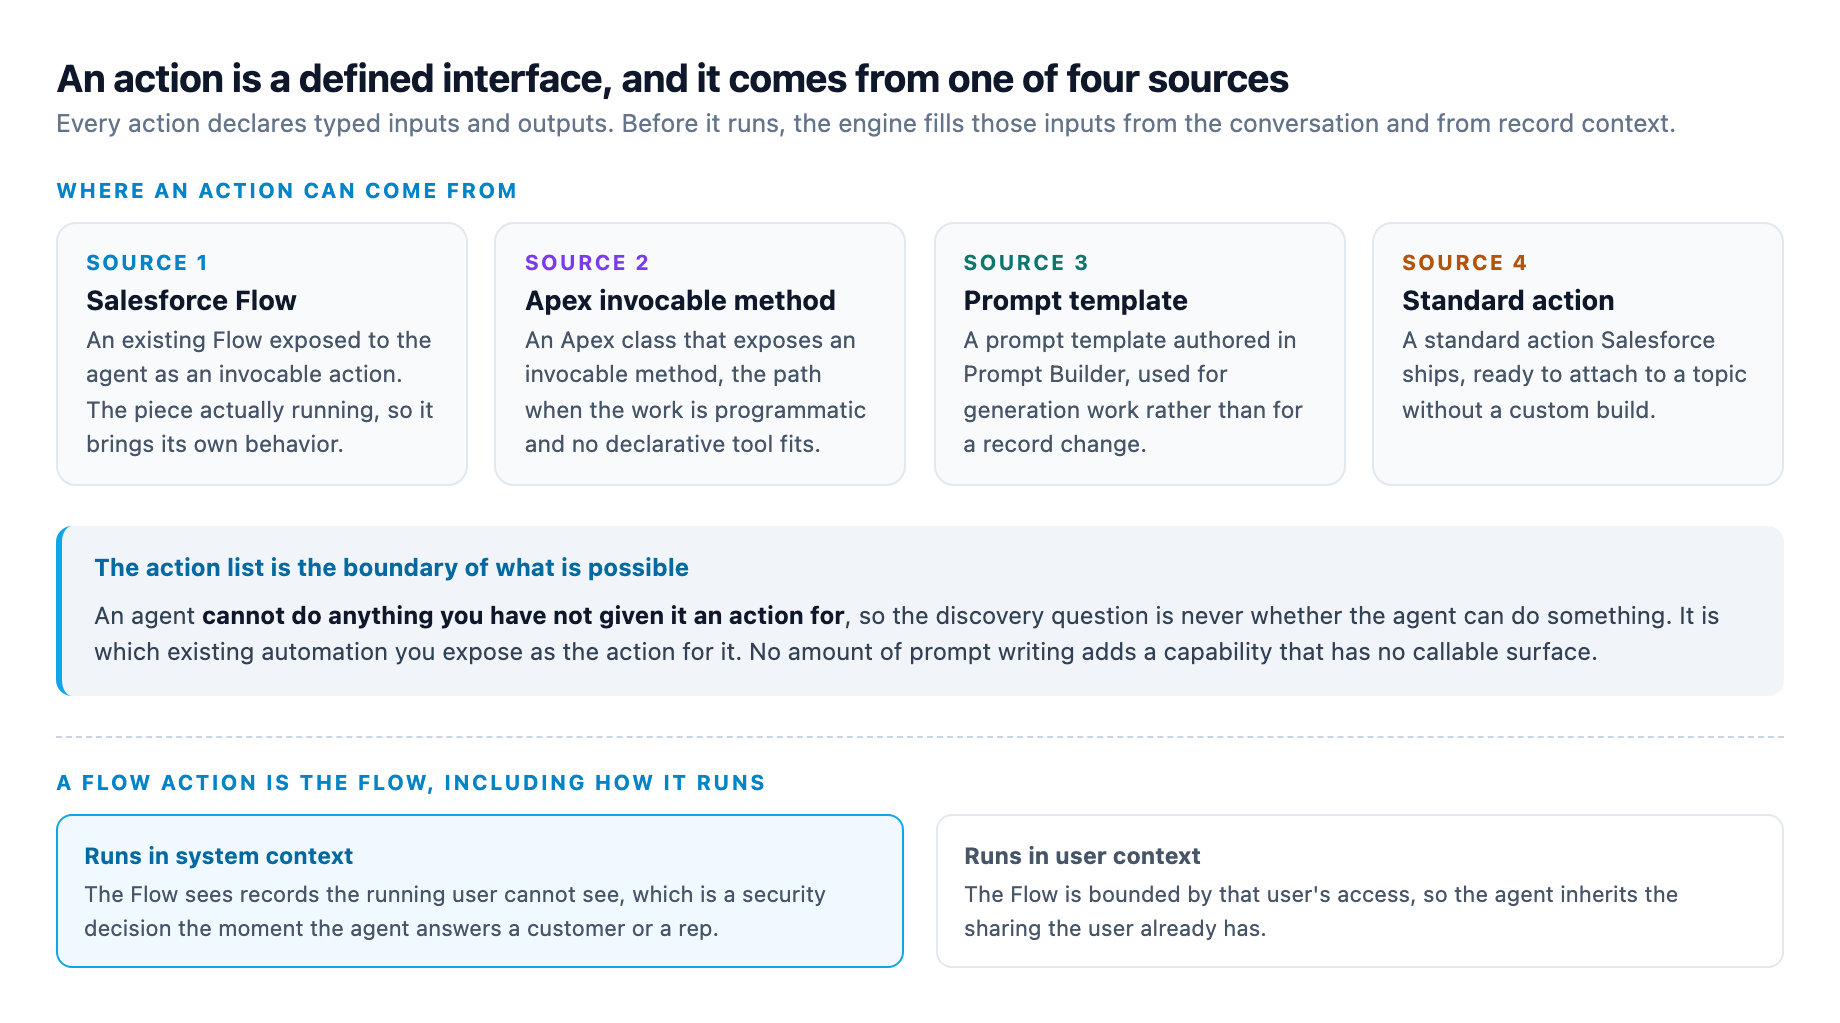 An action is a defined interface, and it comes from one of four sources
Every action declares typed inputs and outputs. Before it runs, the engine fills those inputs from the conversation and from record context.
WHERE AN ACTION CAN COME FROM
SOURCE 1
Salesforce Flow
An existing Flow exposed to the
agent as an invocable action.
The piece actually running, so it
brings its own behavior.
SOURCE 2
Apex invocable method
An Apex class that exposes an
invocable method, the path
when the work is programmatic
and no declarative tool fits.
SOURCE 3
Prompt template
A prompt template authored in
Prompt Builder, used for
generation work rather than for
a record change.
SOURCE 4
Standard action
A standard action Salesforce
ships, ready to attach to a topic
without a custom build.
The action list is the boundary of what is possible
An agent cannot do anything you have not given it an action for, so the discovery question is never whether the agent can do something. It is
which existing automation you expose as the action for it. No amount of prompt writing adds a capability that has no callable surface.
A FLOW ACTION IS THE FLOW, INCLUDING HOW IT RUNS
Runs in system context
The Flow sees records the running user cannot see, which is a security
decision the moment the agent answers a customer or a rep.
Runs in user context
The Flow is bounded by that user's access, so the agent inherits the
sharing the user already has.